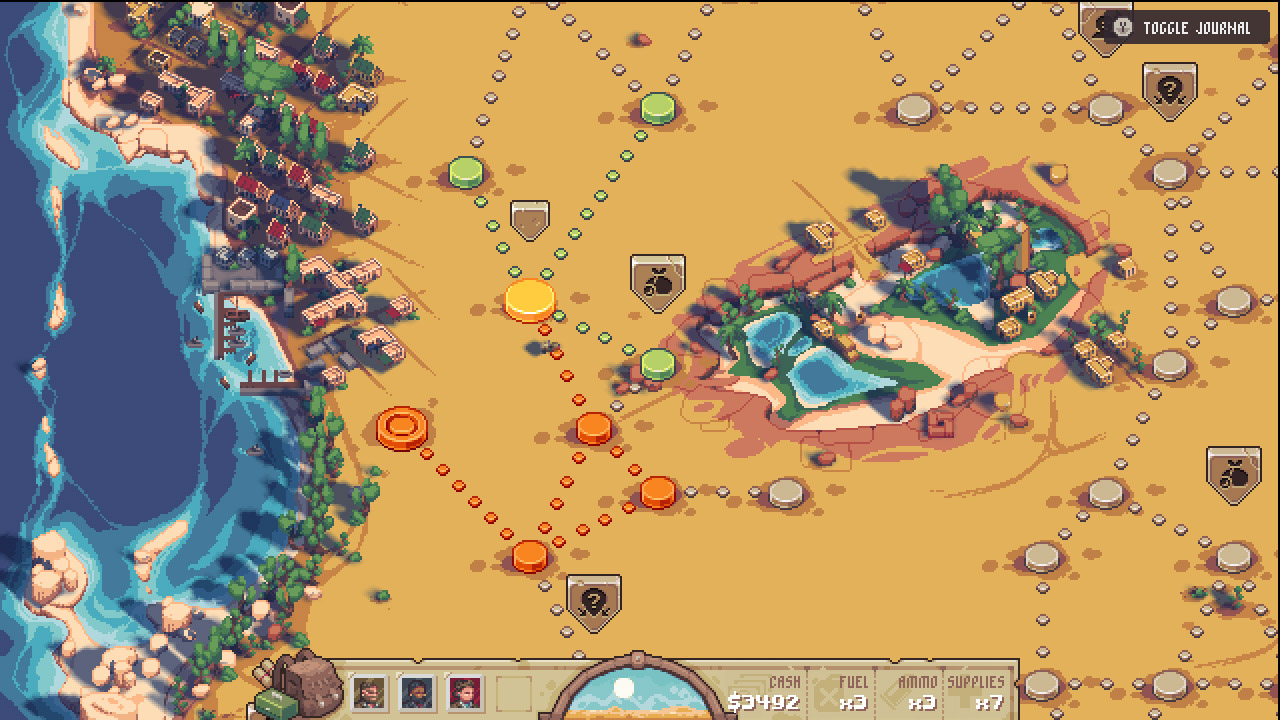 Y TOGGLE JOURNAL
?
?
CASH FUEL AMMO SUPPLIES
$3492 x3 x3 x7